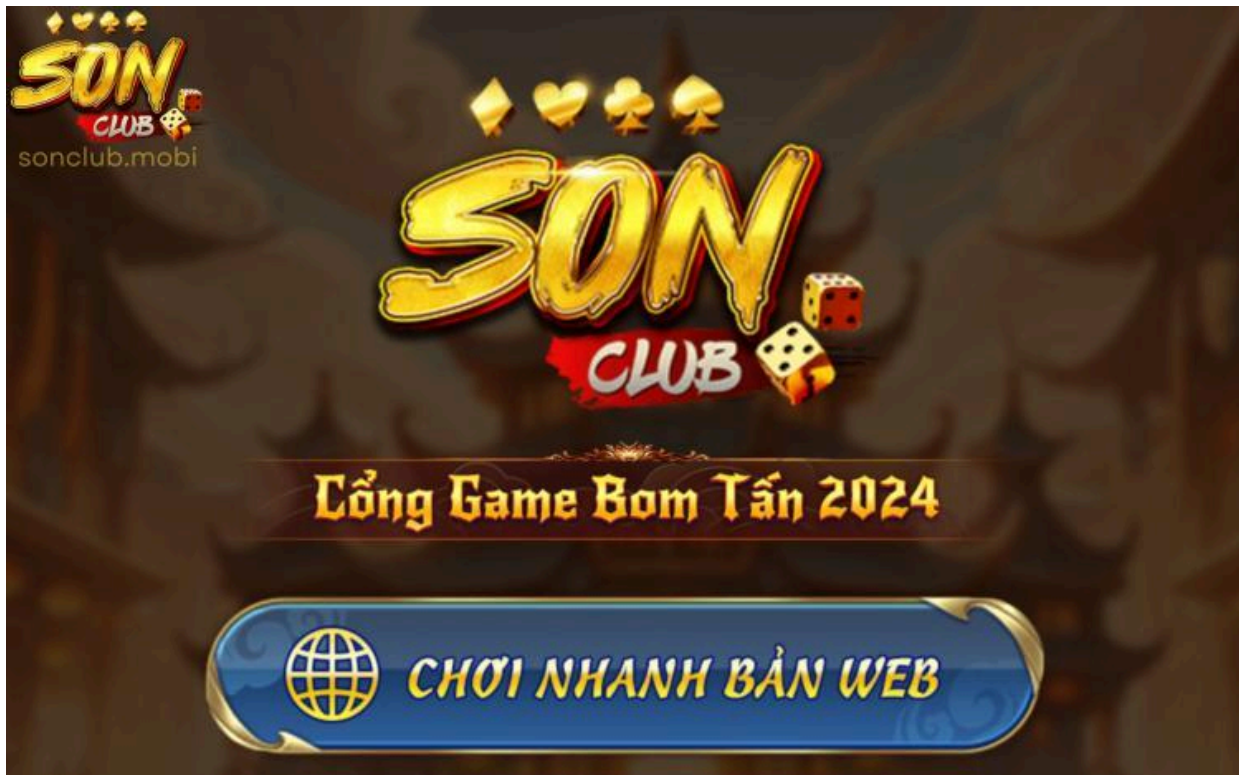 SON
CLUB
sonclub.mobi
SON
CLUB
Cổng Game Bom Tấn 2024
CHƠI NHANH BẢN WEB